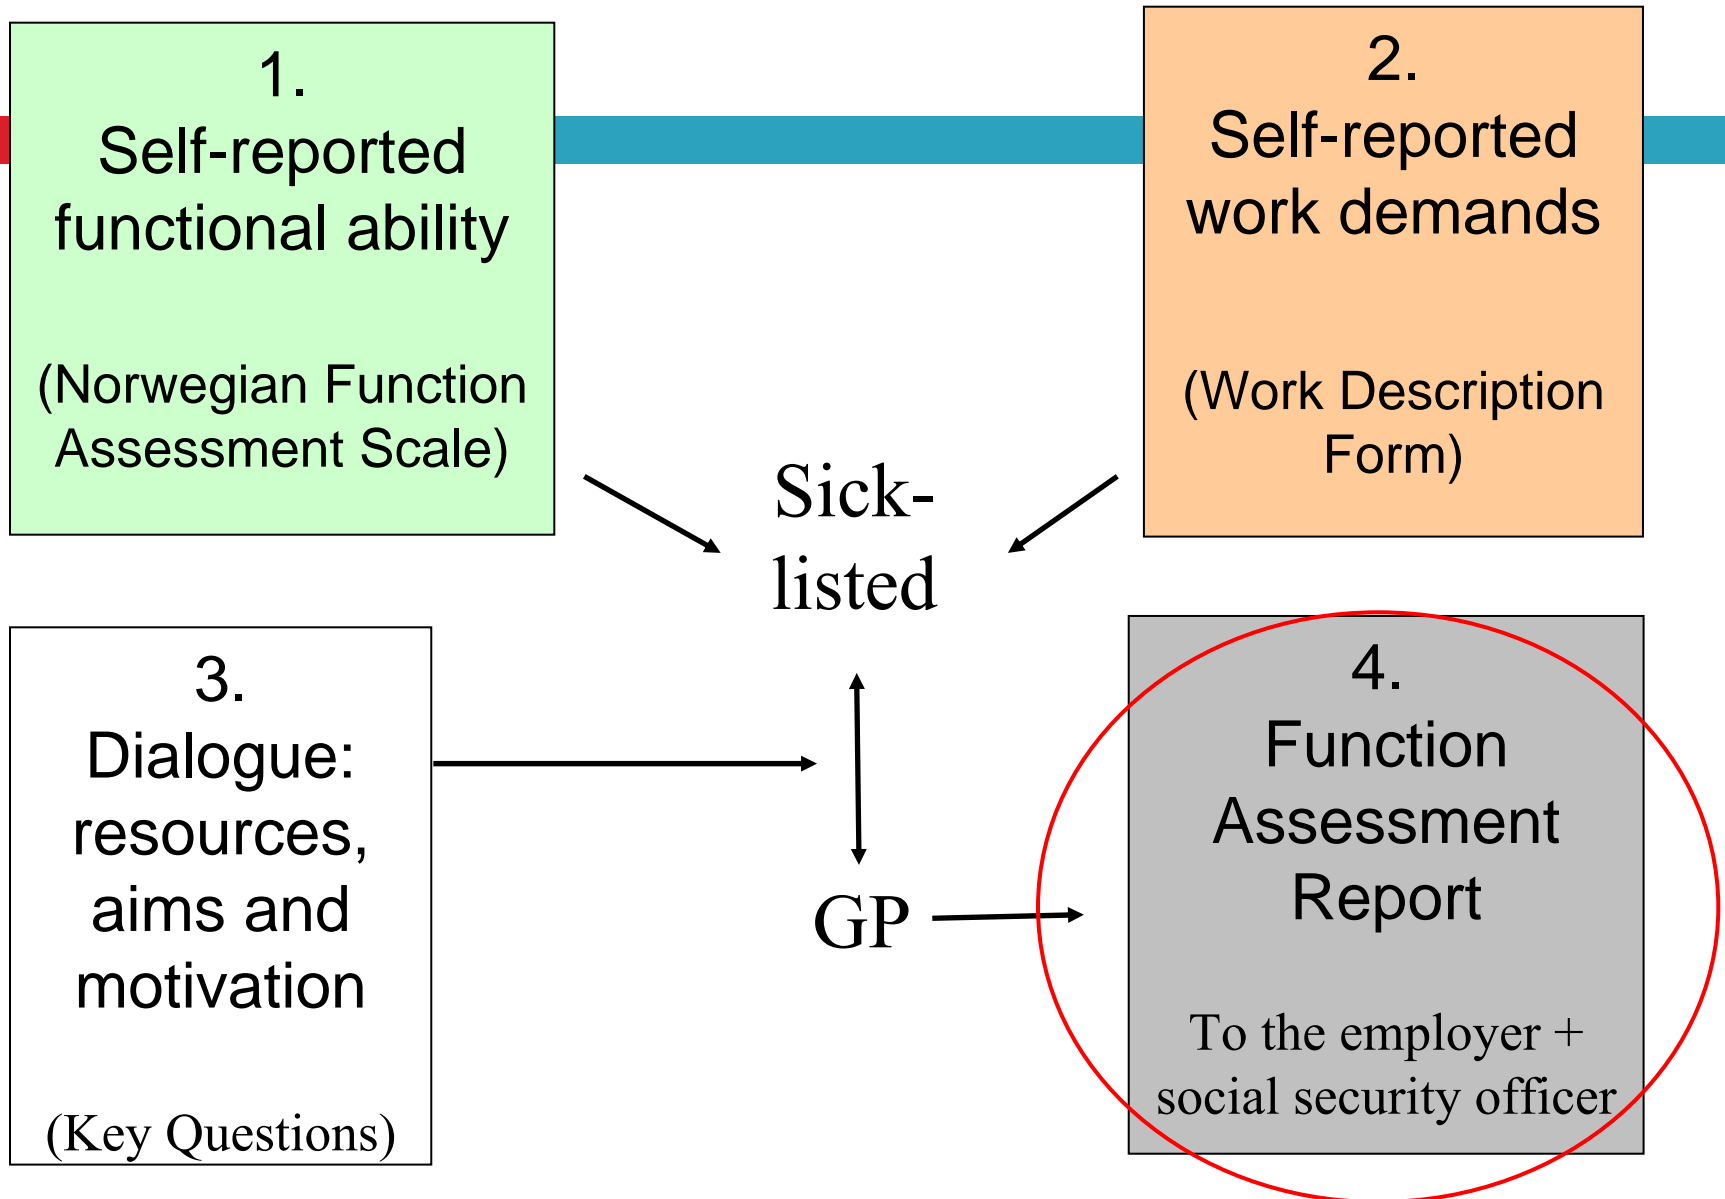 1.
Self-reported
functional ability
(Norwegian Function
Assessment Scale)
2.
Self-reported
work demands
(Work Description
Form)
Sick-
listed
3.
Dialogue:
resources,
aims and
motivation
(Key Questions)
GP
4.
Function
Assessment
Report
To the employer +
social security officer